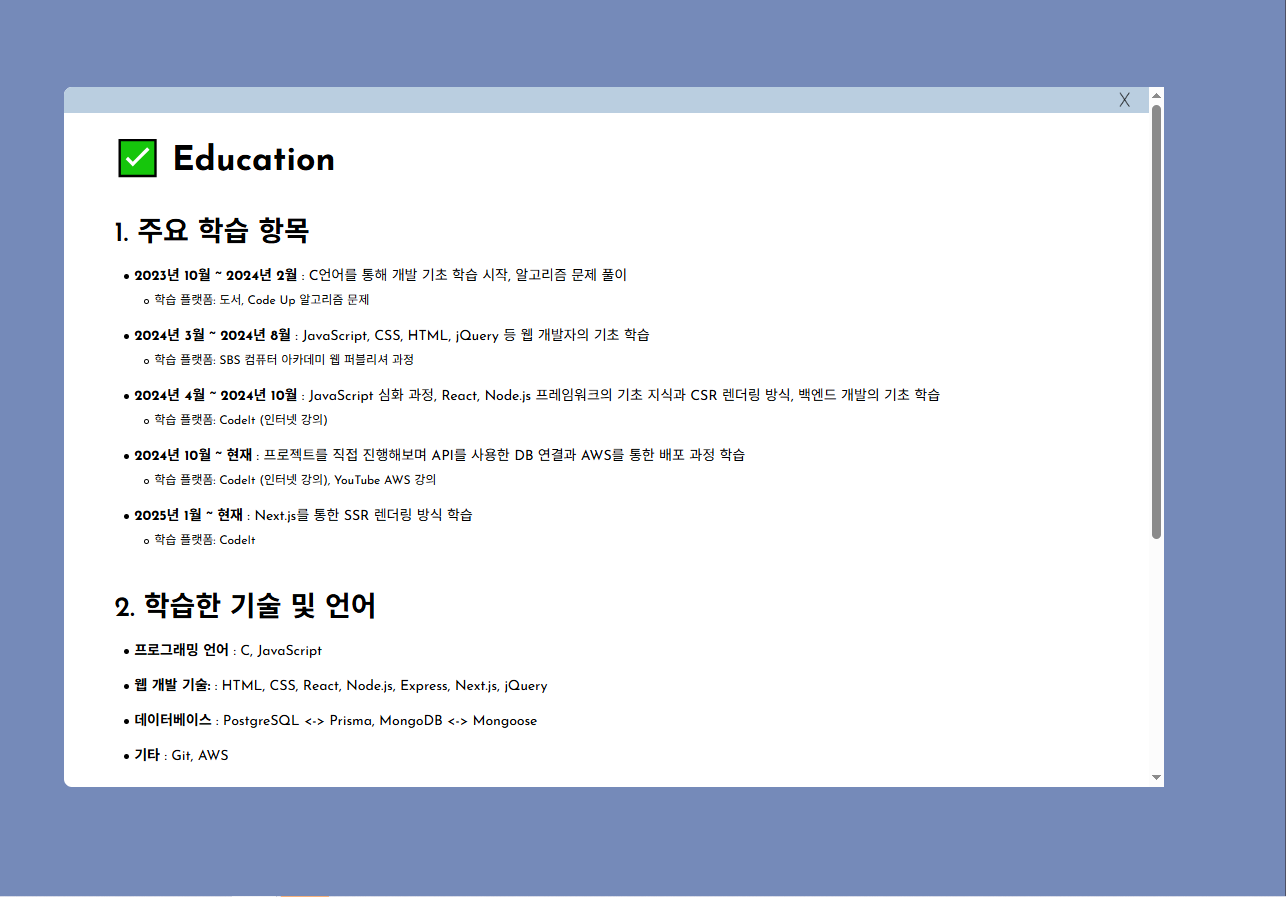 X
✅ Education
1. 주요 학습 항목
• 2023년 10월 ~ 2024년 2월 : C언어를 통해 개발 기초 학습 시작, 알고리즘 문제 풀이
◦ 학습 플랫폼: 도서, Code Up 알고리즘 문제
• 2024년 3월 ~ 2024년 8월 : JavaScript, CSS, HTML, jQuery 등 웹 개발자의 기초 학습
◦ 학습 플랫폼: SBS 컴퓨터 아카데미 웹 퍼블리셔 과정
• 2024년 4월 ~ 2024년 10월 : JavaScript 심화 과정, React, Node.js 프레임워크의 기초 지식과 CSR 렌더링 방식, 백엔드 개발의 기초 학습
◦ 학습 플랫폼: CodeIt (인터넷 강의)
• 2024년 10월 ~ 현재 : 프로젝트를 직접 진행해보며 API를 사용한 DB 연결과 AWS를 통한 배포 과정 학습
◦ 학습 플랫폼: CodeIt (인터넷 강의), YouTube AWS 강의
• 2025년 1월 ~ 현재 : Next.js를 통한 SSR 렌더링 방식 학습
◦ 학습 플랫폼: CodeIt
2. 학습한 기술 및 언어
• 프로그래밍 언어 : C, JavaScript
• 웹 개발 기술: : HTML, CSS, React, Node.js, Express, Next.js, jQuery
• 데이터베이스 : PostgreSQL <-> Prisma, MongoDB <-> Mongoose
• 기타 : Git, AWS